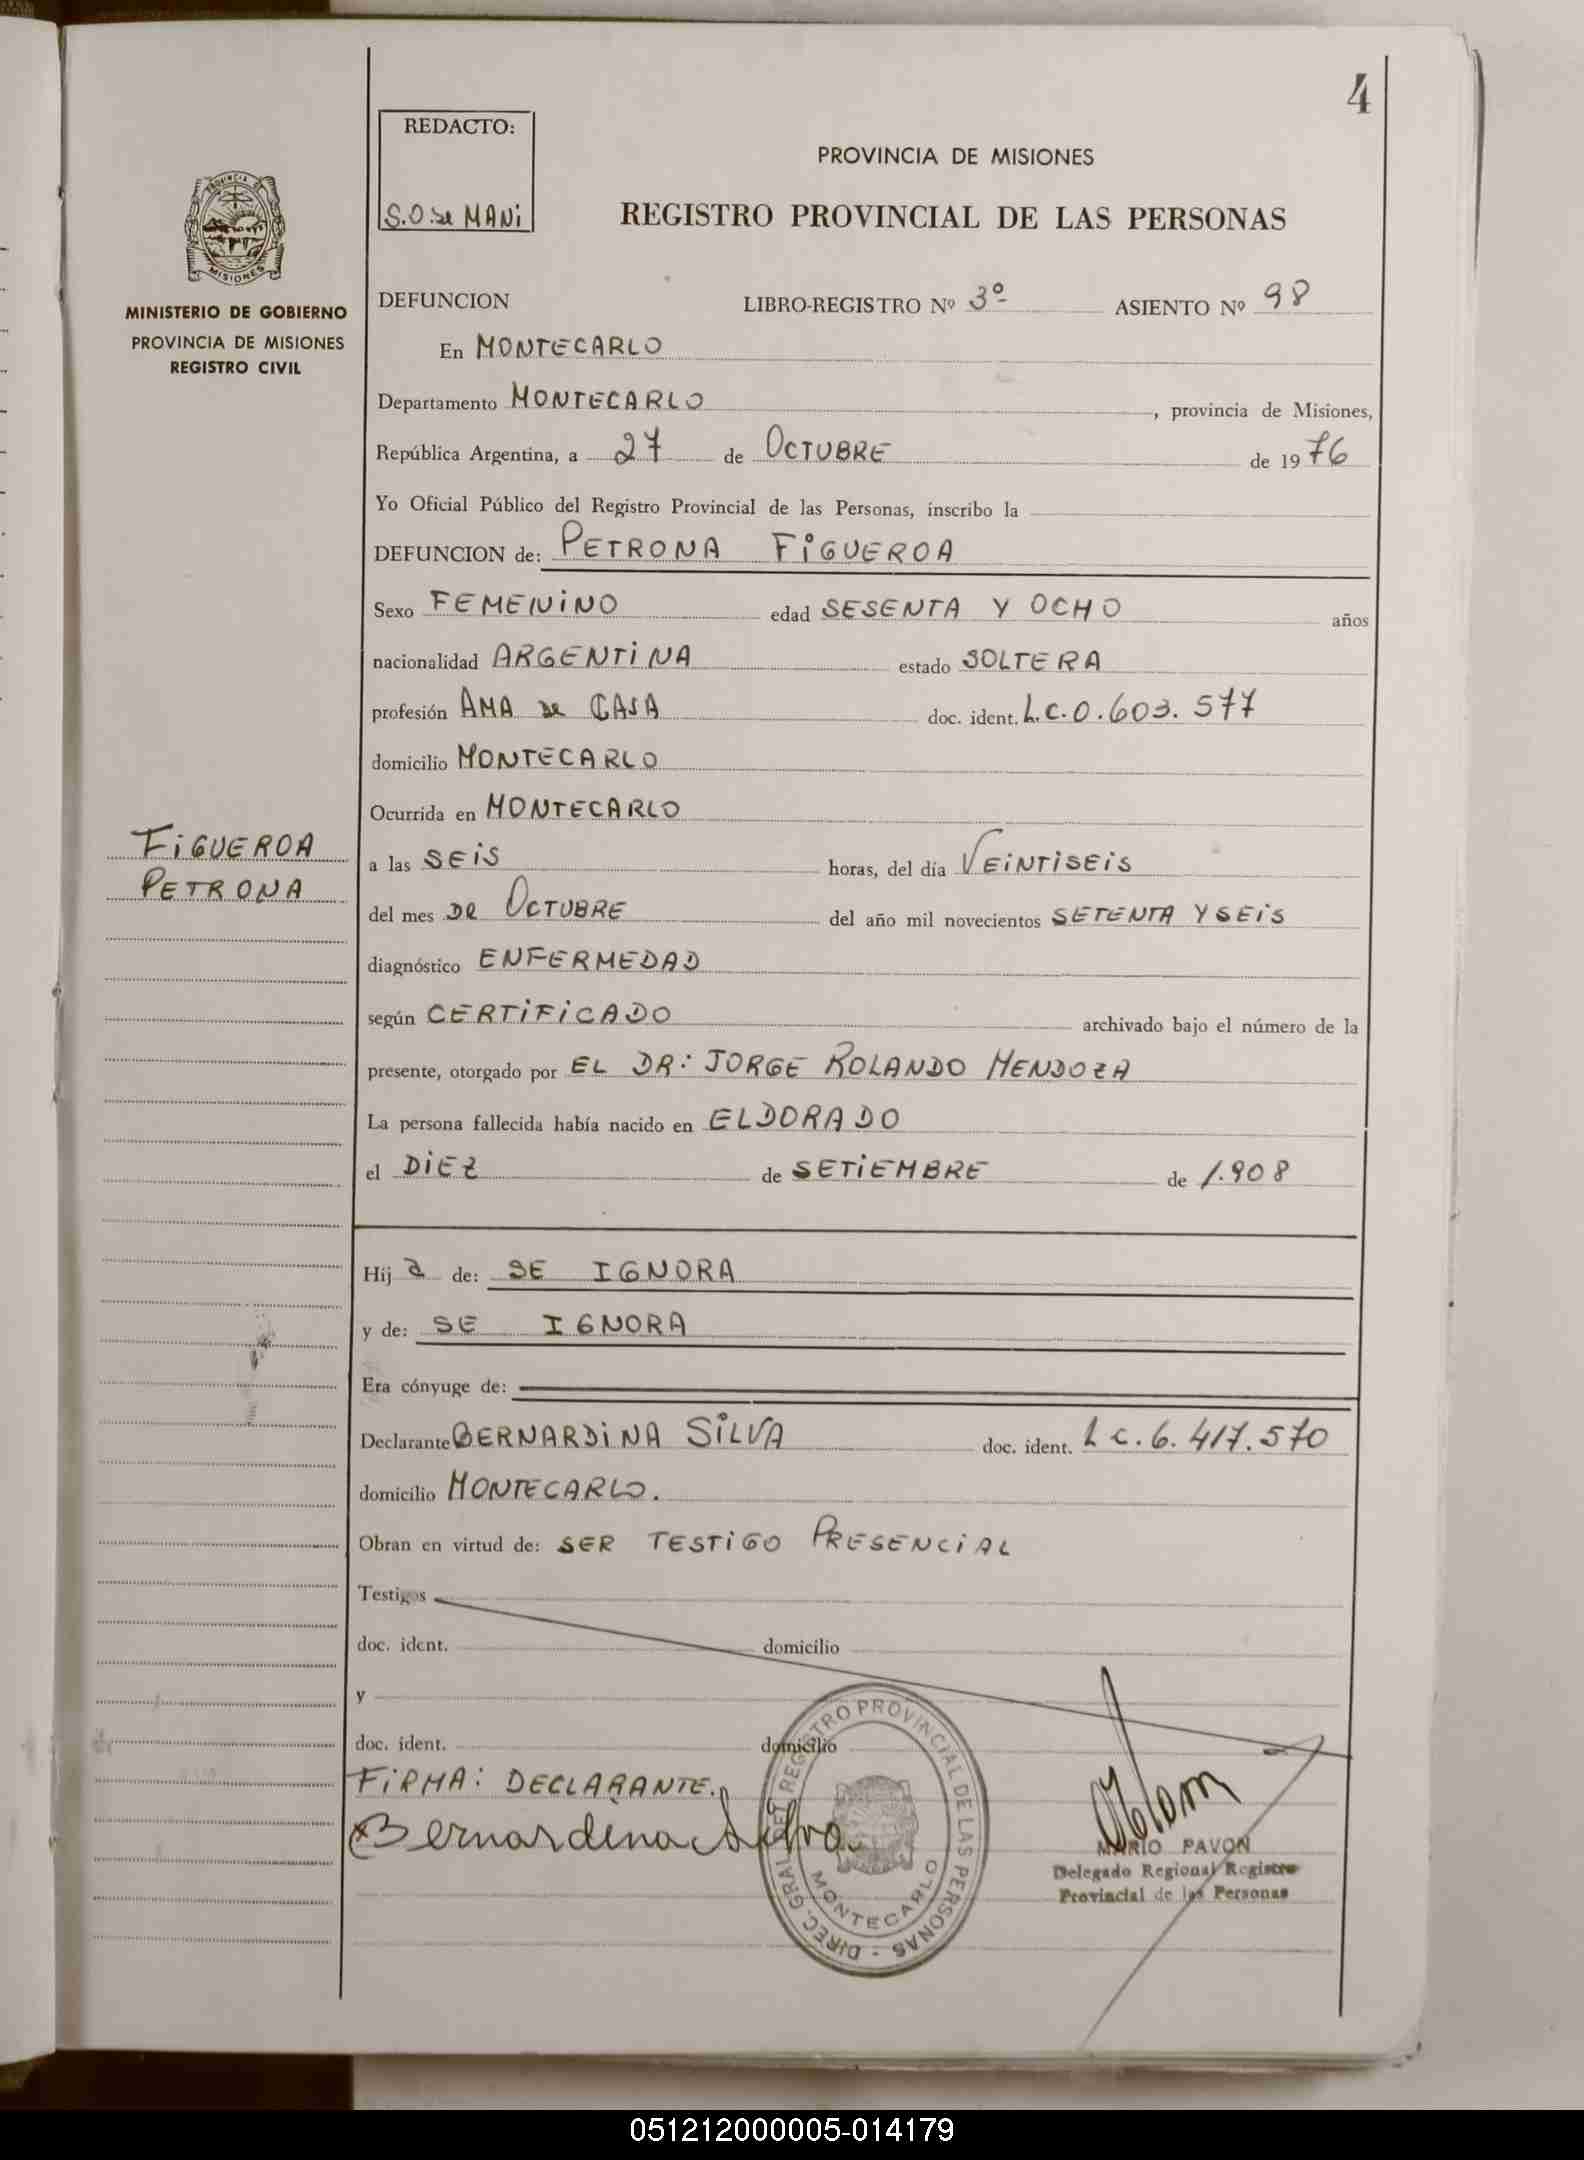 4
REDACTO:
S.O. de MANI
PROVINCIA DE MISIONES
REGISTRO PROVINCIAL DE LAS PERSONAS
PROVINCIA DE
MISIONES
MINISTERIO DE GOBIERNO
PROVINCIA DE MISIONES
REGISTRO CIVIL
DEFUNCION LIBRO-REGISTRO Nº 3º ASIENTO Nº 98
En MONTECARLO
Departamento MONTECARLO, provincia de Misiones,
República Argentina, a 27 de OCTUBRE de 1976
Yo Oficial Público del Registro Provincial de las Personas, inscribo la
DEFUNCION de: PETRONA FIGUEROA
Sexo FEMENINO edad SESENTA Y OCHO años
nacionalidad ARGENTINA estado SOLTERA
profesión AMA DE CASA doc. ident. L.C.0.603.577
domicilio MONTECARLO
Ocurrida en MONTECARLO
FIGUEROA
PETRONA
a las SEIS horas, del día VEINTISEIS
del mes DE OCTUBRE del año mil novecientos SETENTA Y SEIS
diagnóstico ENFERMEDAD
según CERTIFICADO archivado bajo el número de la
presente, otorgado por EL DR: JORGE ROLANDO MENDOZA
La persona fallecida había nacido en ELDORADO
el DIEZ de SETIEMBRE de 1.908
Hija de: SE IGNORA
y de: SE IGNORA
Era cónyuge de:
Declarante BERNARDINA SILVA doc. ident. L C.6.417.570
domicilio MONTECARLO.
Obran en virtud de: SER TESTIGO PRESENCIAL
Testigos
doc. ident. domicilio
y
doc. ident. domicilio
FIRMA: DECLARANTE.
Bernardina Silva
DIREC. GRAL DEL REGISTRO PROVINCIAL DE LAS PERSONAS -
MONTECARLO
MARIO PAVON
Delegado Regional Registro
Provincial de las Personas
051212000005-014179